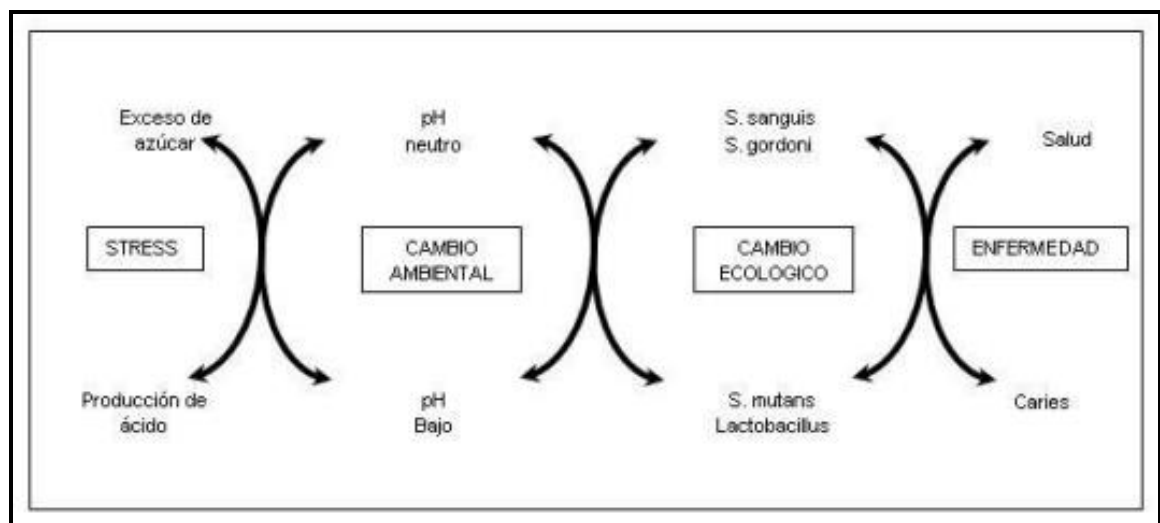 Exceso de
azúcar
pH
neutro
S. sanguis
S. gordoni
Salud
STRESS
CAMBIO
AMBIENTAL
CAMBIO
ECOLOGICO
ENFERMEDAD
Producción de
ácido
pH
Bajo
S. mutans
Lactobacillus
Caries